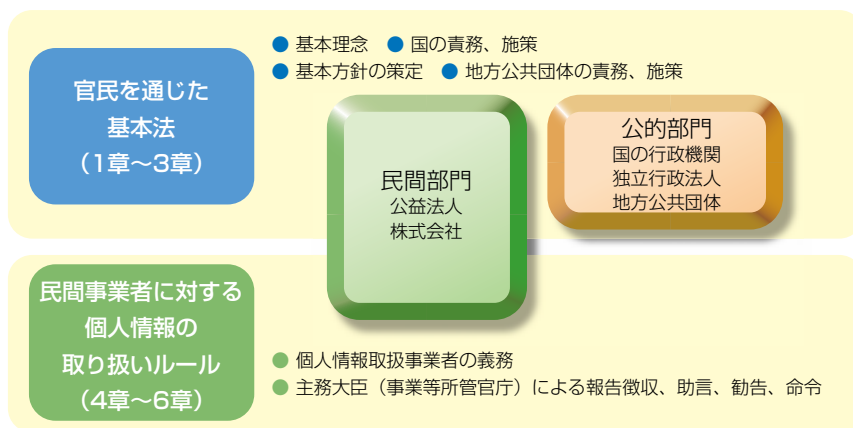 官民を通じた
基本法
（1章～3章）
● 基本理念 ● 国の責務、施策
● 基本方針の策定 ● 地方公共団体の責務、施策
民間部門
公益法人
株式会社
公的部門
国の行政機関
独立行政法人
地方公共団体
民間事業者に対する
個人情報の
取り扱いルール
（4章～6章）
● 個人情報取扱事業者の義務
● 主務大臣（事業等所管官庁）による報告徴収、助言、勧告、命令